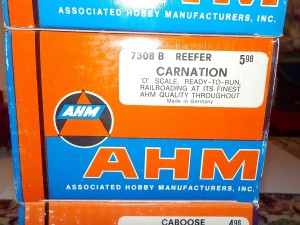 AHM
ASSOCIATED HOBBY MANUFACTURERS, INC.
7308 B REEFER 5.98
CARNATION
'O' SCALE, READY-TO-RUN,
RAILROADING AT ITS FINEST
AHM QUALITY THROUGHOUT
Made in Germany
AHM
AHM
ASSOCIATED HOBBY MANUFACTURERS, INC.
CABOOSE 4.98